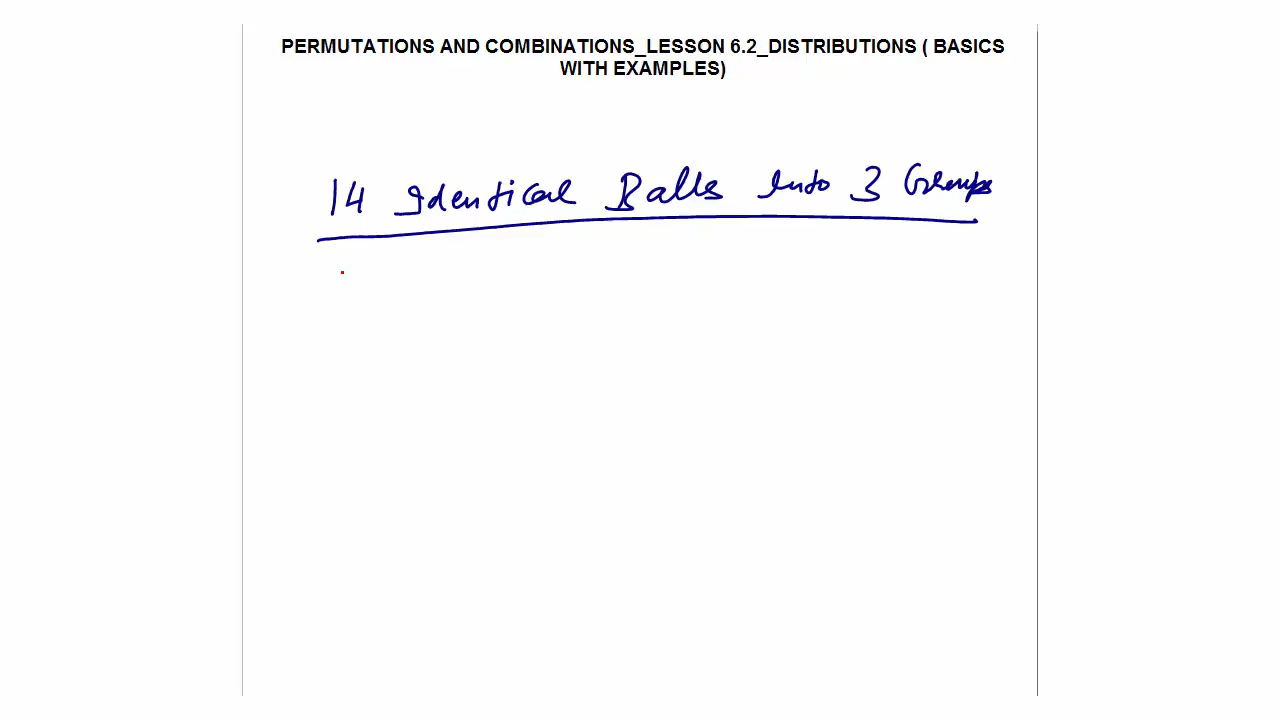 PERMUTATIONS AND COMBINATIONS_LESSON 6.2_DISTRIBUTIONS ( BASICS
WITH EXAMPLES)
14 Identical Balls into 3 Groups